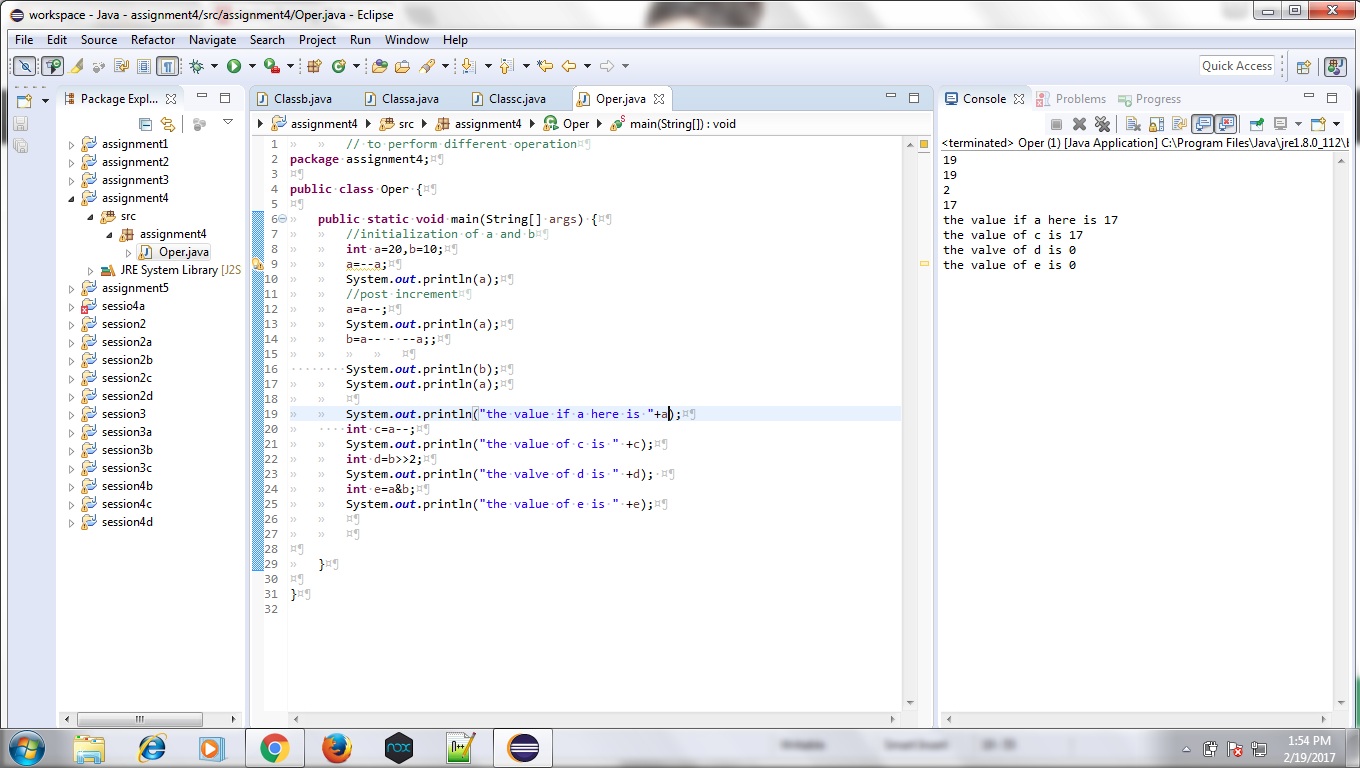 workspace - Java - assignment4/src/assignment4/Oper.java - Eclipse
File Edit Source Refactor Navigate Search Project Run Window Help
Quick Access
Package Expl...
assignment1
assignment2
assignment3
assignment4
src
assignment4
Oper.java
JRE System Library [J2S
assignment5
sessio4a
session2
session2a
session2b
session2c
session2d
session3
session3a
session3b
session3c
session4b
session4c
session4d
Classb.java Classa.java Classc.java Oper.java
assignment4 src assignment4 Oper main(String[]) : void
1 // to perform different operation
2 package assignment4;
3
4 public class Oper {
5
6 public static void main(String[] args) {
7 //initialization of a and b
8 int a=20,b=10;
9 a=--a;
10 System.out.println(a);
11 //post increment
12 a=a--;
13 System.out.println(a);
14 b=a-- - --a;;
15
16 System.out.println(b);
17 System.out.println(a);
18
19 System.out.println("the value if a here is "+a);
20 int c=a--;
21 System.out.println("the value of c is " +c);
22 int d=b>>2;
23 System.out.println("the valve of d is " +d);
24 int e=a&b;
25 System.out.println("the value of e is " +e);
26
27
28
29 }
30
31 }
32
Console Problems Progress
<terminated> Oper (1) [Java Application] C:\Program Files\Java\jre1.8.0_112\b
19
19
2
17
the value if a here is 17
the value of c is 17
the valve of d is 0
the value of e is 0
Writable Smart Insert
nox
1:54 PM
2/19/2017